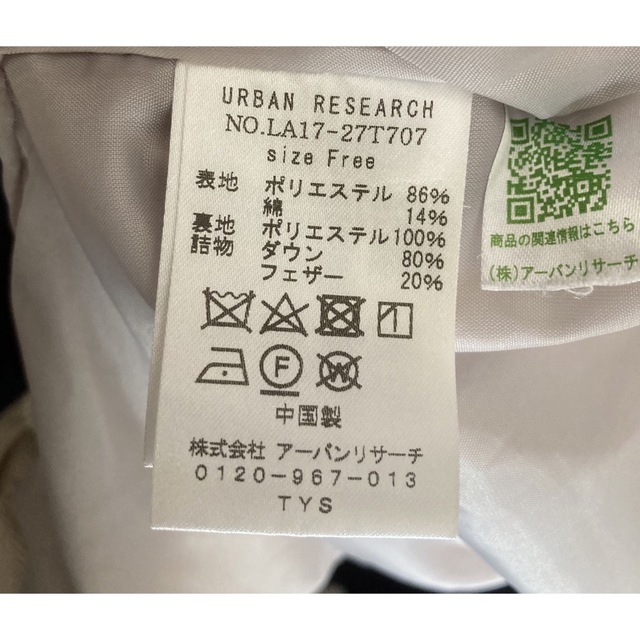 URBAN RESEARCH
NO.LA17-27T707
size Free
表地 ポリエステル 86%
綿 14%
裏地 ポリエステル100%
詰物 ダウン 80%
フェザー 20%
F
W
中国製
株式会社 アーバンリサーチ
0120-967-013
TYS
商品の関連情報はこちら
(株)アーバンリサーチ